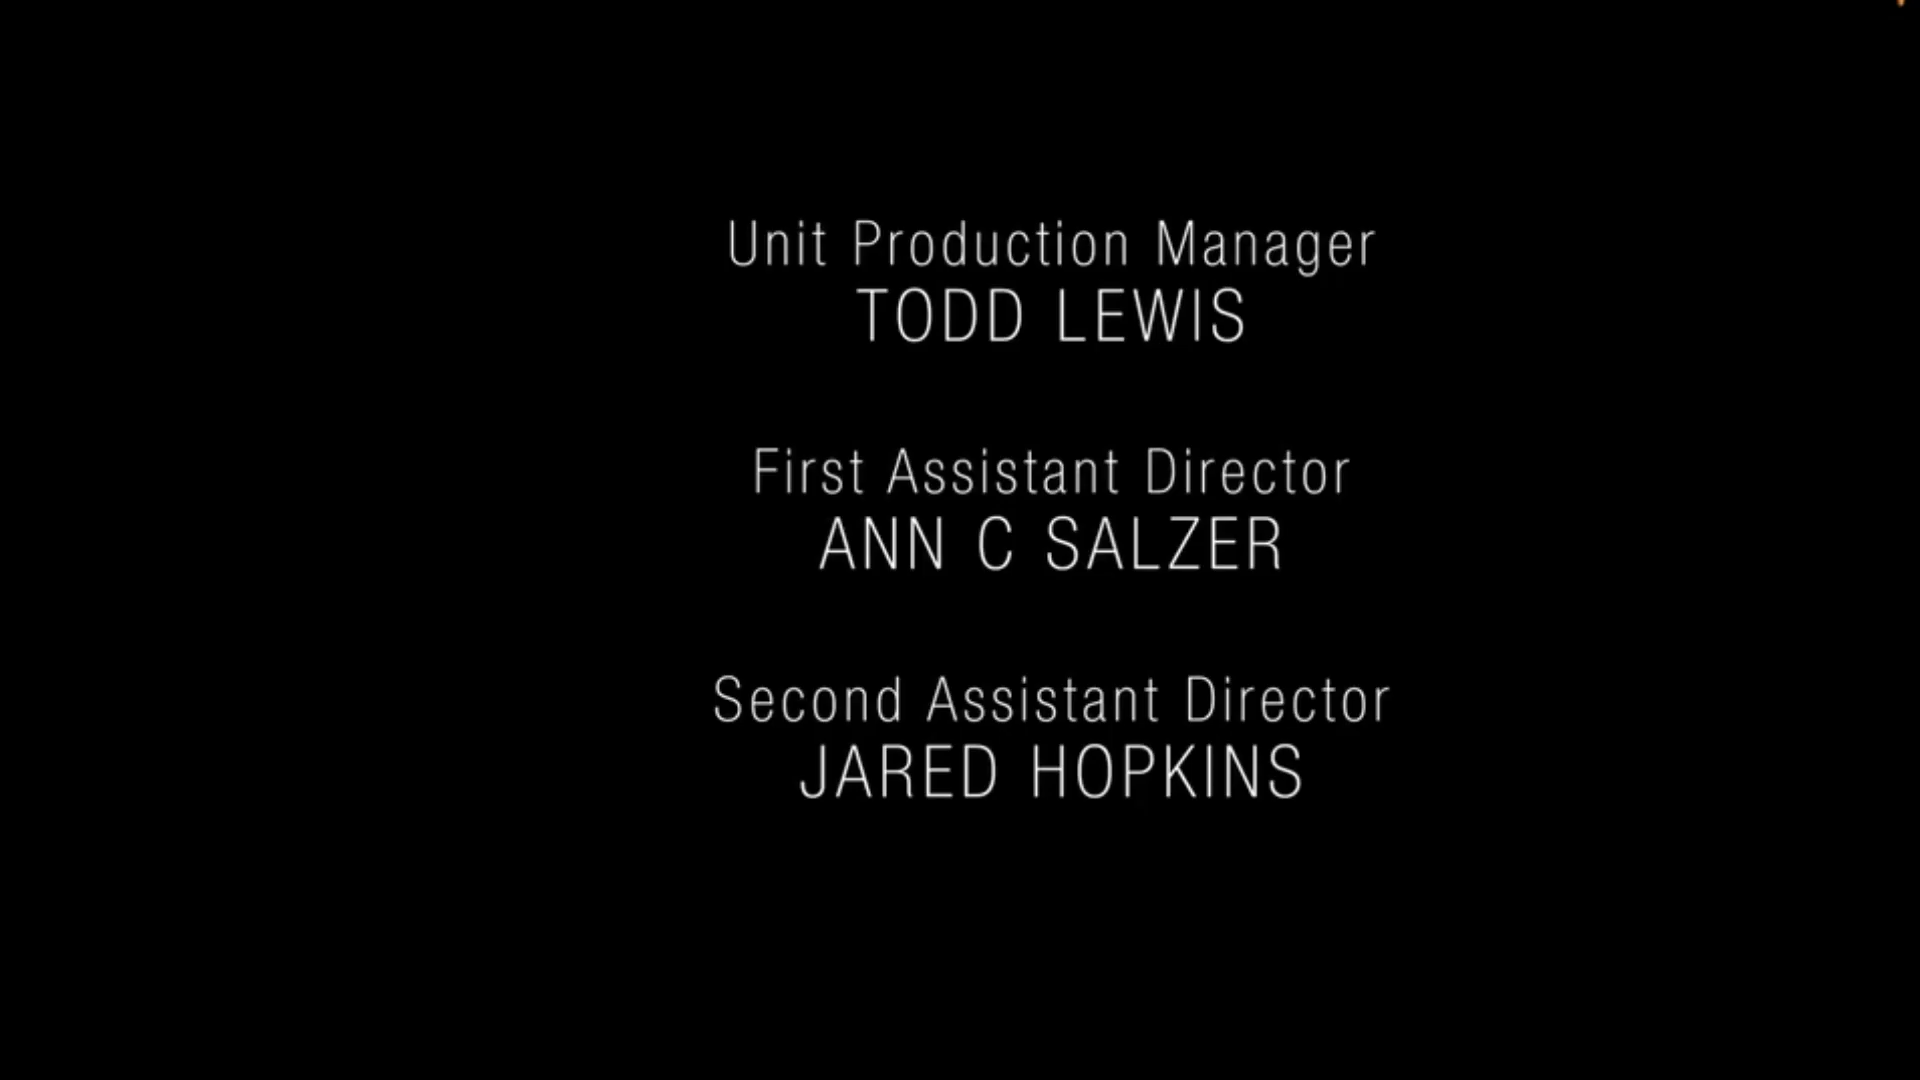 Unit Production Manager
TODD LEWIS
First Assistant Director
ANN C SALZER
Second Assistant Director
JARED HOPKINS